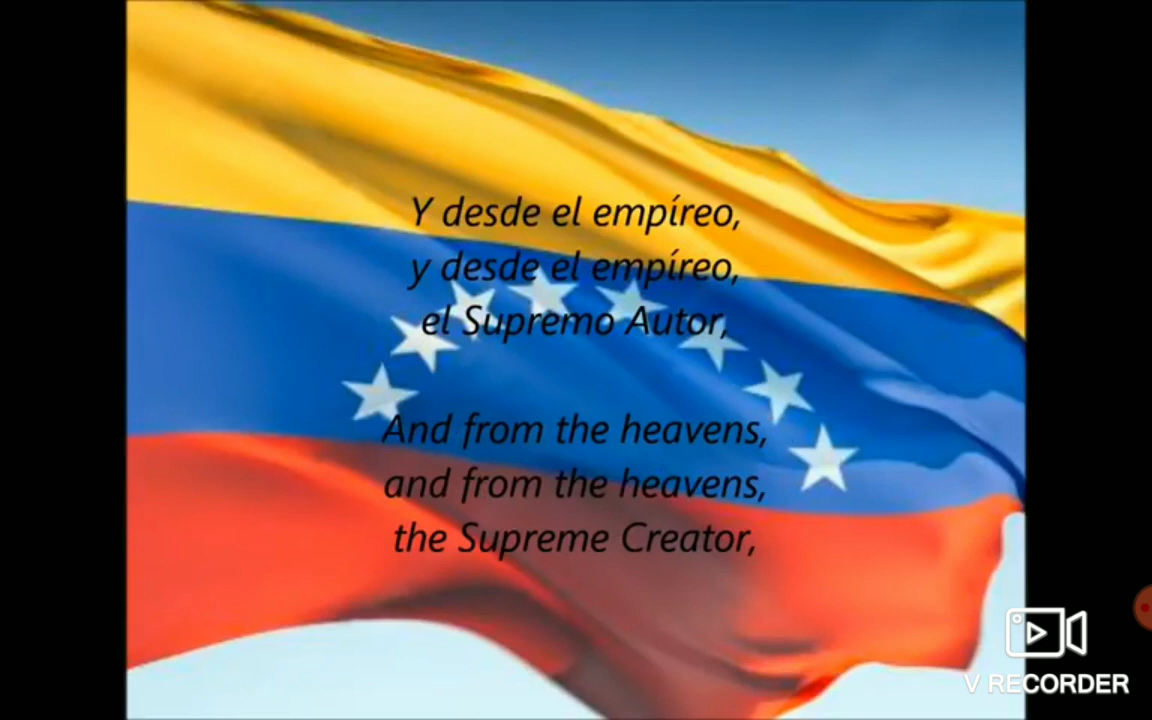 Y desde el empíreo,
y desde el empíreo,
el Supremo Autor,
And from the heavens,
and from the heavens,
the Supreme Creator,
V RECORDER